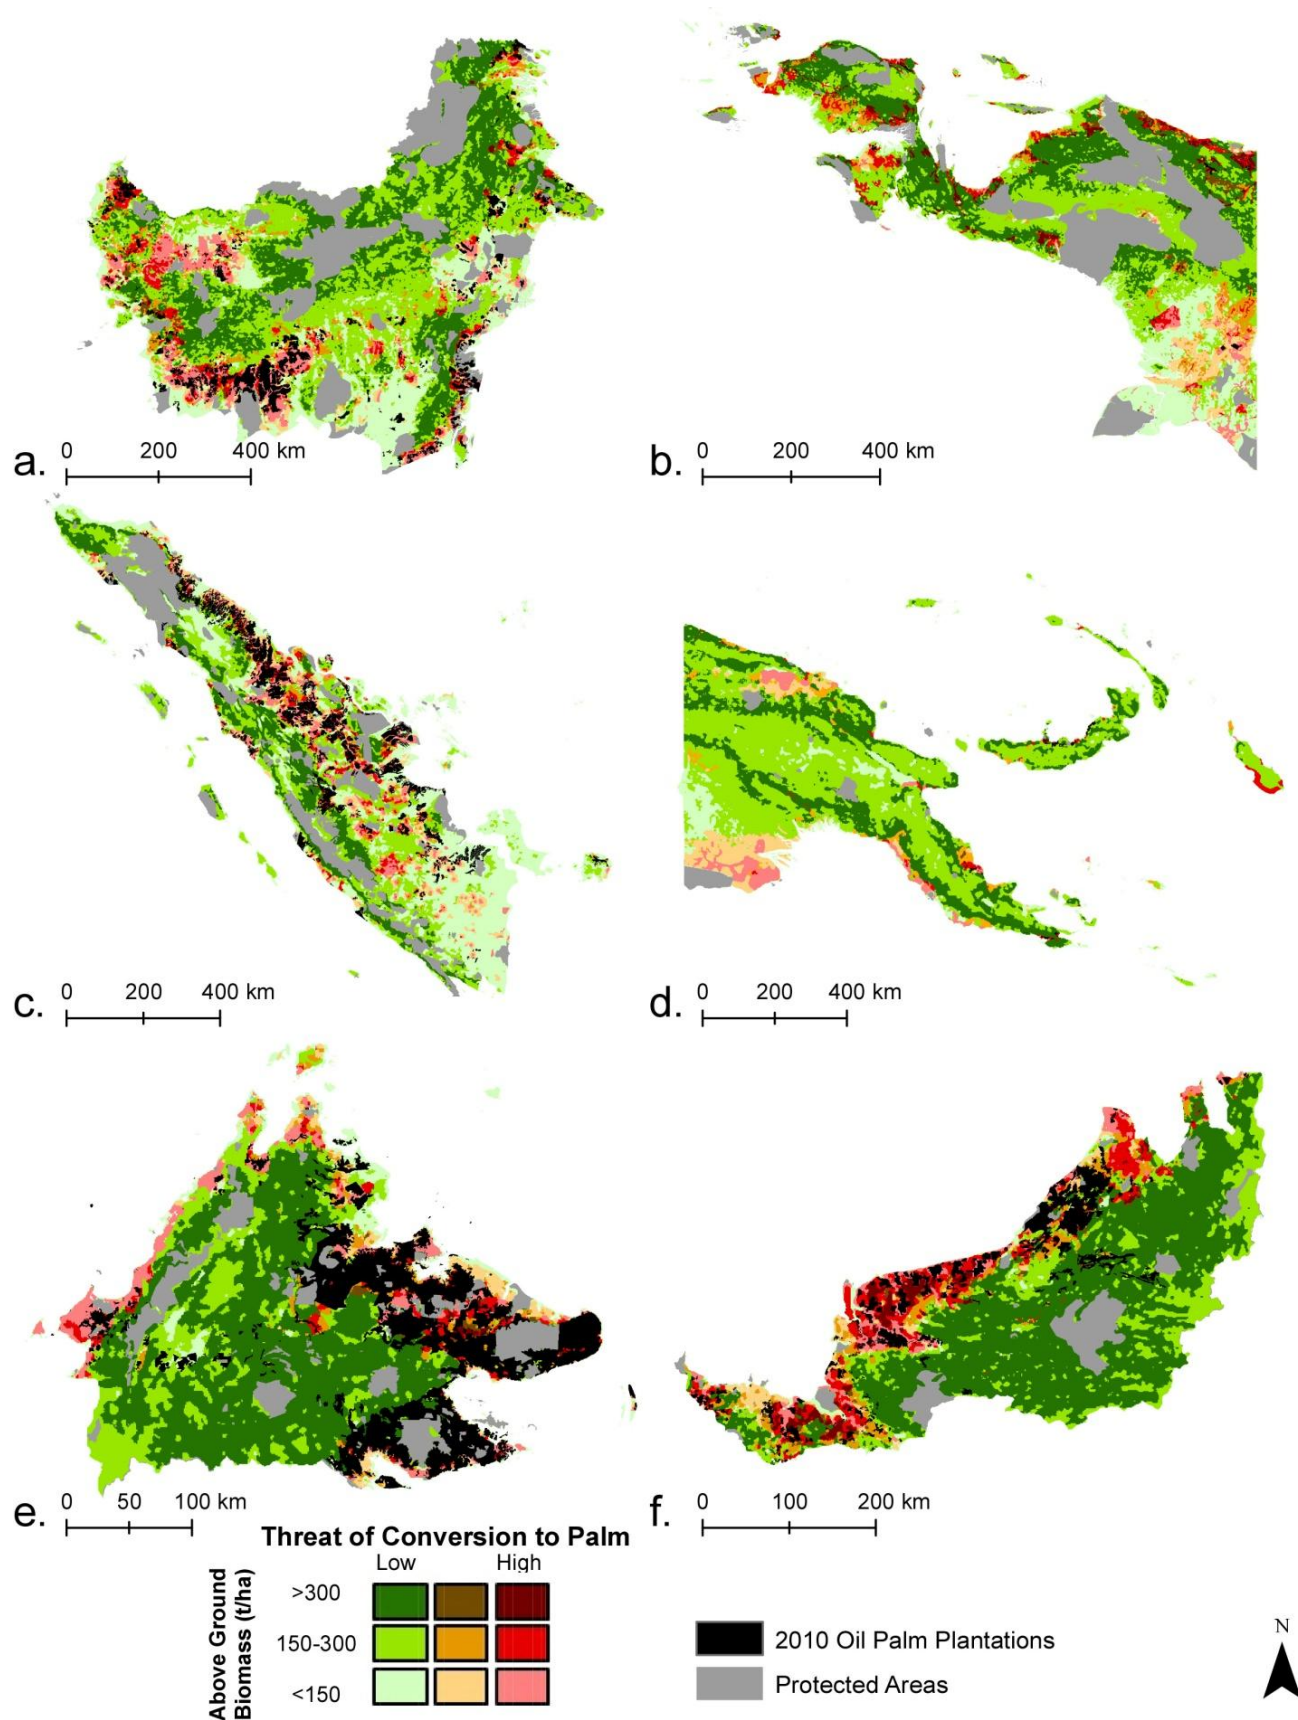 0 200 400 km
a.
0 200 400 km
b.
0 200 400 km
c.
0 200 400 km
d.
0 50 100 km
e.
0 100 200 km
f.
Threat of Conversion to Palm
Low High
Above Ground
Biomass (t/ha)
>300
150-300
<150
2010 Oil Palm Plantations
Protected Areas
N